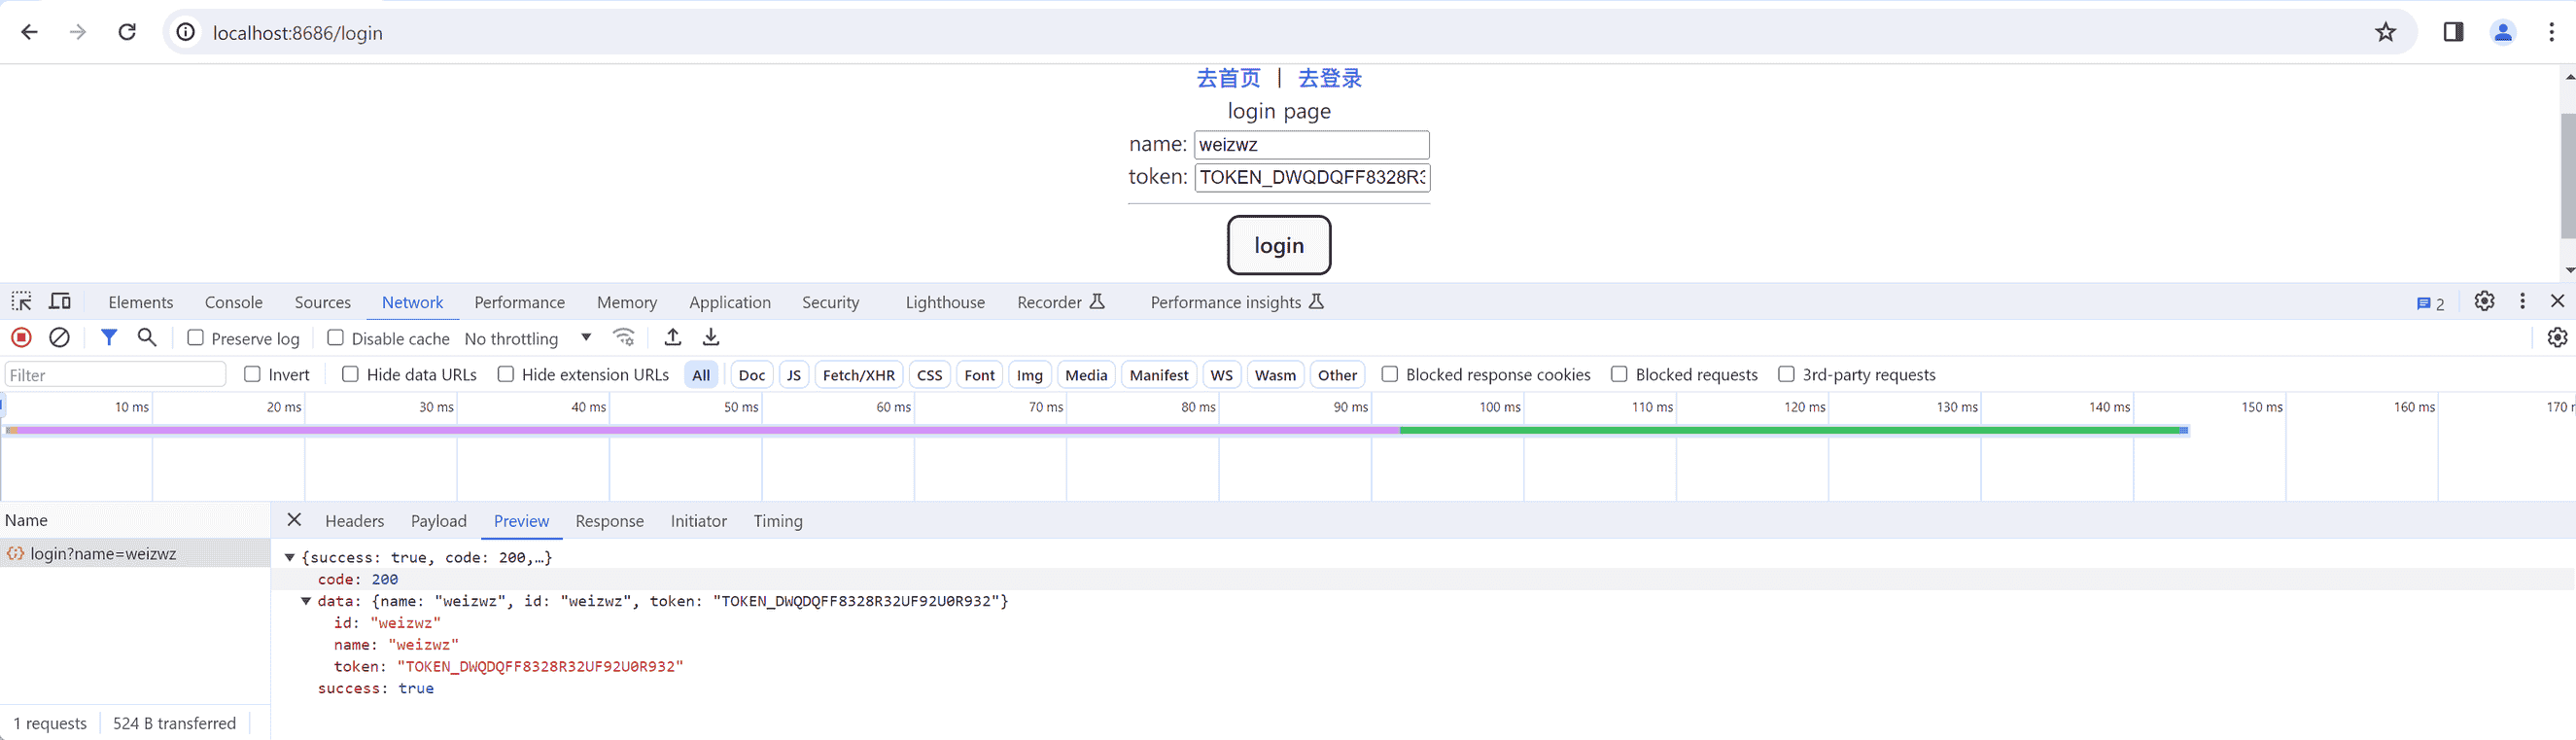 localhost:8686/login
去首页 | 去登录
login page
name: weizwz
token: TOKEN_DWQDQFF8328R3
login
Elements Console Sources Network Performance Memory Application Security Lighthouse Recorder Performance insights 2
Preserve log Disable cache No throttling
Filter Invert Hide data URLs Hide extension URLs All Doc JS Fetch/XHR CSS Font Img Media Manifest WS Wasm Other Blocked response cookies Blocked requests 3rd-party requests
10 ms 20 ms 30 ms 40 ms 50 ms 60 ms 70 ms 80 ms 90 ms 100 ms 110 ms 120 ms 130 ms 140 ms 150 ms 160 ms 170
Name Headers Payload Preview Response Initiator Timing
login?name=weizwz
{success: true, code: 200,…}
code: 200
data: {name: "weizwz", id: "weizwz", token: "TOKEN_DWQDQFF8328R32UF92U0R932"}
id: "weizwz"
name: "weizwz"
token: "TOKEN_DWQDQFF8328R32UF92U0R932"
success: true
1 requests 524 B transferred